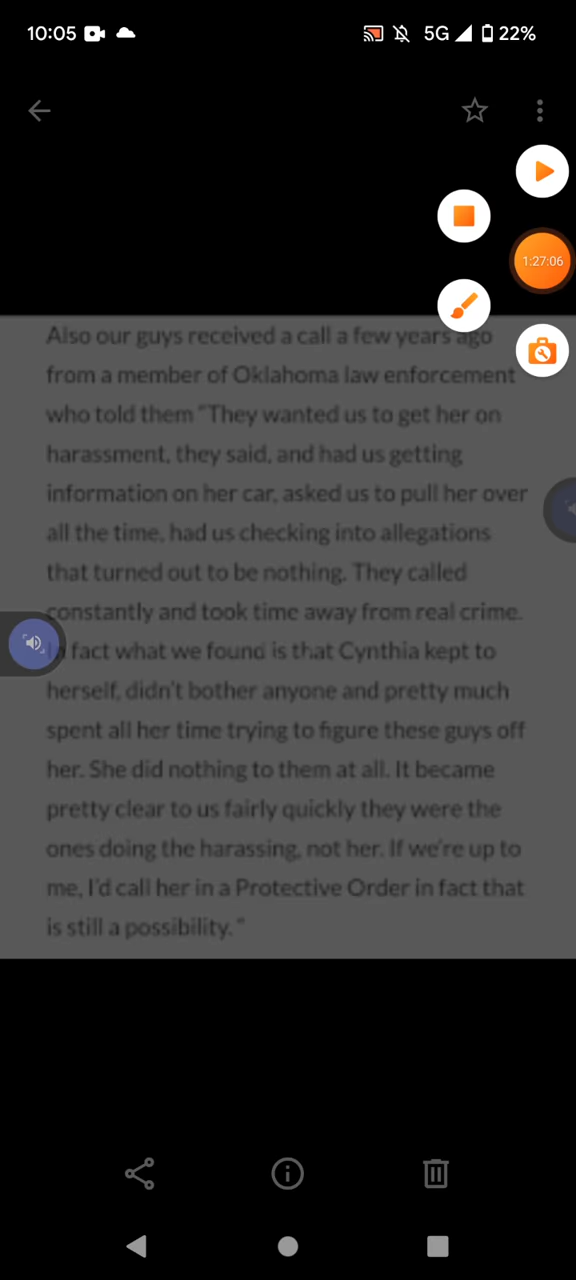 10:05 5G 22%
1:27:06
Also our guys received a call a few years ago
from a member of Oklahoma law enforcement
who told them "They wanted us to get her on
harassment, they said, and had us getting
information on her car, asked us to pull her over
all the time, had us checking into allegations
that turned out to be nothing. They called
constantly and took time away from real crime.
In fact what we found is that Cynthia kept to
herself, didn't bother anyone and pretty much
spent all her time trying to figure these guys off
her. She did nothing to them at all. It became
pretty clear to us fairly quickly they were the
ones doing the harassing, not her. If we're up to
me, I'd call her in a Protective Order in fact that
is still a possibility."